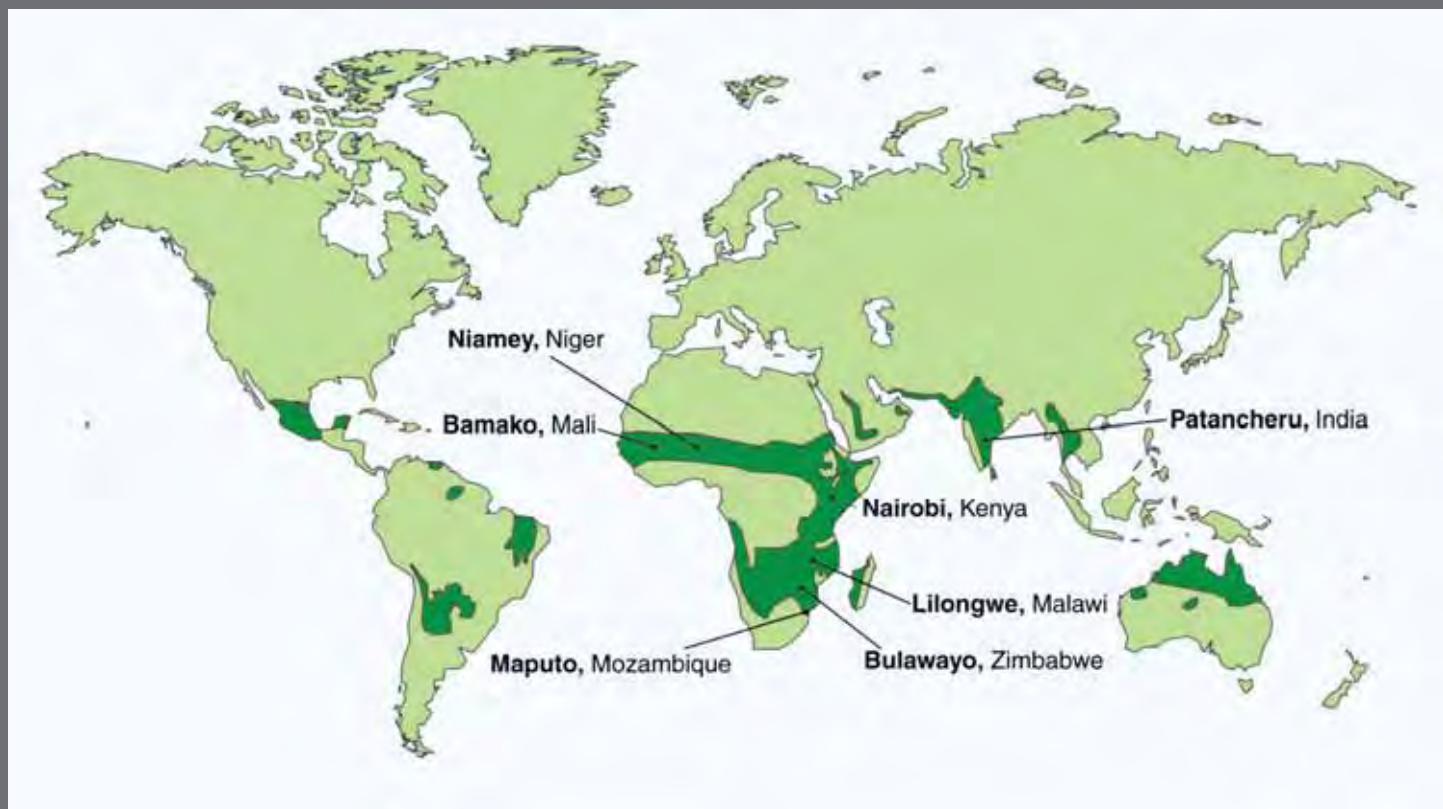 Niamey, Niger
Bamako, Mali
Patancheru, India
Nairobi, Kenya
Lilongwe, Malawi
Maputo, Mozambique
Bulawayo, Zimbabwe